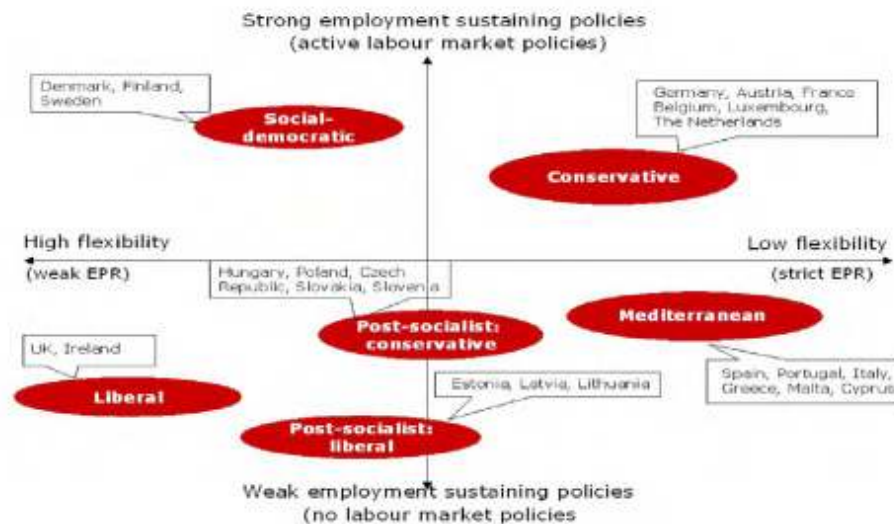 Strong employment sustaining policies
(active labour market policies)
Denmark, Finland,
Sweden
Social-
democratic
Germany, Austria, France
Belgium, Luxembourg,
The Netherlands
Conservative
High flexibility
(weak EPR)
Low flexibility
(strict EPR)
Hungary, Poland, Czech
Republic, Slovakia, Slovenia
Post-socialist:
conservative
Mediterranean
UK, Ireland
Liberal
Estonia, Latvia, Lithuania
Spain, Portugal, Italy,
Greece, Malta, Cyprus
Post-socialist:
liberal
Weak employment sustaining policies
(no labour market policies